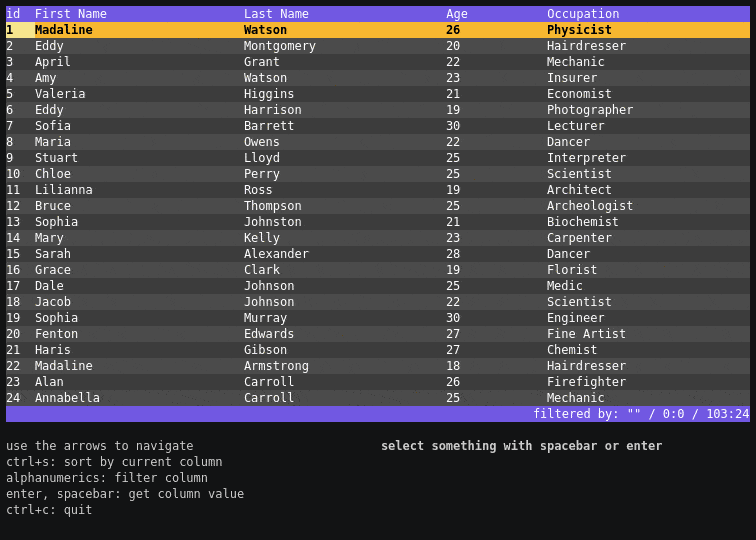 id First Name Last Name Age Occupation
1 Madaline Watson 26 Physicist
2 Eddy Montgomery 20 Hairdresser
3 April Grant 22 Mechanic
4 Amy Watson 23 Insurer
5 Valeria Higgins 21 Economist
6 Eddy Harrison 19 Photographer
7 Sofia Barrett 30 Lecturer
8 Maria Owens 22 Dancer
9 Stuart Lloyd 25 Interpreter
10 Chloe Perry 25 Scientist
11 Lilianna Ross 19 Architect
12 Bruce Thompson 25 Archeologist
13 Sophia Johnston 21 Biochemist
14 Mary Kelly 23 Carpenter
15 Sarah Alexander 28 Dancer
16 Grace Clark 19 Florist
17 Dale Johnson 25 Medic
18 Jacob Johnson 22 Scientist
19 Sophia Murray 30 Engineer
20 Fenton Edwards 27 Fine Artist
21 Haris Gibson 27 Chemist
22 Madaline Armstrong 18 Hairdresser
23 Alan Carroll 26 Firefighter
24 Annabella Carroll 25 Mechanic
filtered by: "" / 0:0 / 103:24
use the arrows to navigate
ctrl+s: sort by current column
alphanumerics: filter column
enter, spacebar: get column value
ctrl+c: quit
select something with spacebar or enter